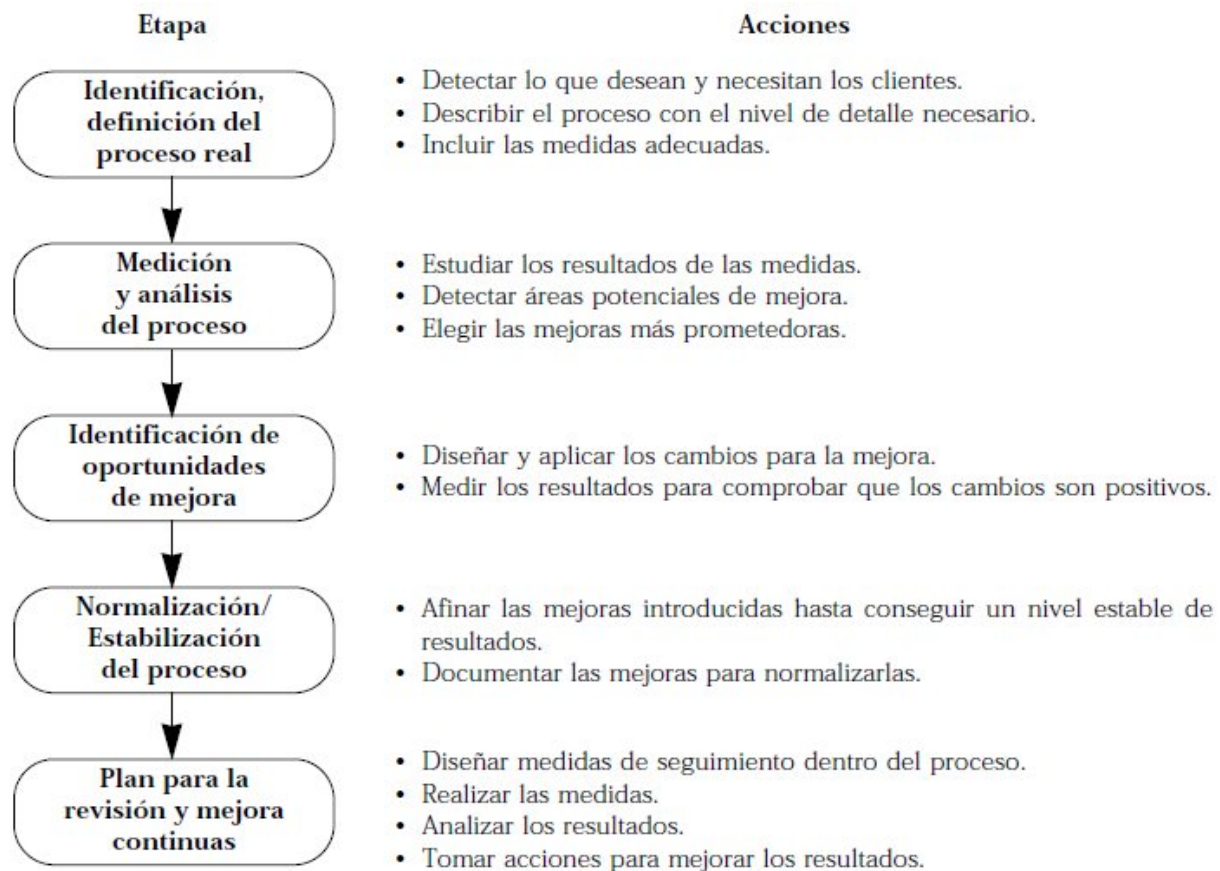 Etapa
Acciones
Identificación,
definición del
proceso real
• Detectar lo que desean y necesitan los clientes.
• Describir el proceso con el nivel de detalle necesario.
• Incluir las medidas adecuadas.
Medición
y análisis
del proceso
• Estudiar los resultados de las medidas.
• Detectar áreas potenciales de mejora.
• Elegir las mejoras más prometedoras.
Identificación de
oportunidades
de mejora
• Diseñar y aplicar los cambios para la mejora.
• Medir los resultados para comprobar que los cambios son positivos.
Normalización/
Estabilización
del proceso
• Afinar las mejoras introducidas hasta conseguir un nivel estable de
resultados.
• Documentar las mejoras para normalizarlas.
Plan para la
revisión y mejora
continuas
• Diseñar medidas de seguimiento dentro del proceso.
• Realizar las medidas.
• Analizar los resultados.
• Tomar acciones para mejorar los resultados.